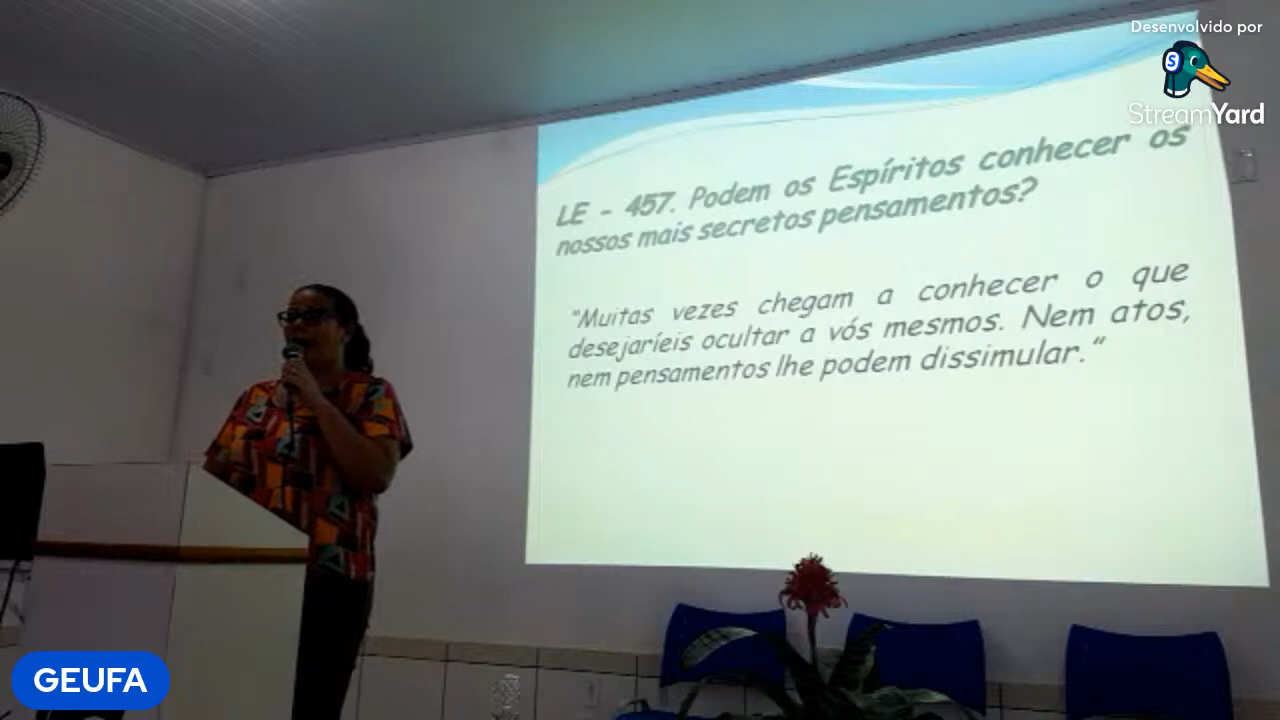 Desenvolvido por
StreamYard
LE - 457. Podem os Espíritos conhecer os
nossos mais secretos pensamentos?
"Muitas vezes chegam a conhecer o que
desejaríeis ocultar a vós mesmos. Nem atos,
nem pensamentos lhe podem dissimular."
GEUFA